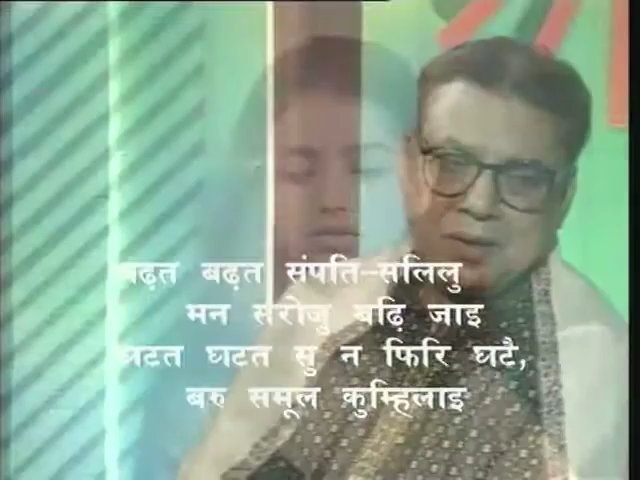 बढ़त बढ़त संपति-सलिलु
मन सरोजु बढ़ि जाइ
घटत घटत सु न फिरि घटै,
बरु समूल कुम्हिलाइ